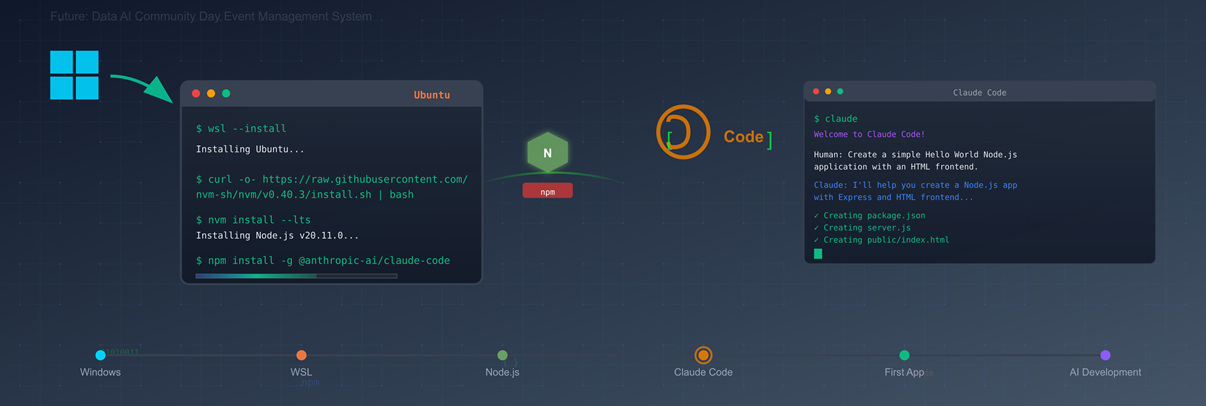 Future: Data AI Community Day Event Management System
Ubuntu
$ wsl --install
Installing Ubuntu...
$ curl -o- https://raw.githubusercontent.com/
nvm-sh/nvm/v0.40.3/install.sh | bash
$ nvm install --lts
Installing Node.js v20.11.0...
$ npm install -g @anthropic-ai/claude-code
N
npm
[ C Code ]
Claude Code
$ claude
Welcome to Claude Code!
Human: Create a simple Hello World Node.js
application with an HTML frontend.
Claude: I'll help you create a Node.js app
with Express and HTML frontend...
✓ Creating package.json
✓ Creating server.js
✓ Creating public/index.html
Windows
WSL
Node.js
Claude Code
First App
AI Development